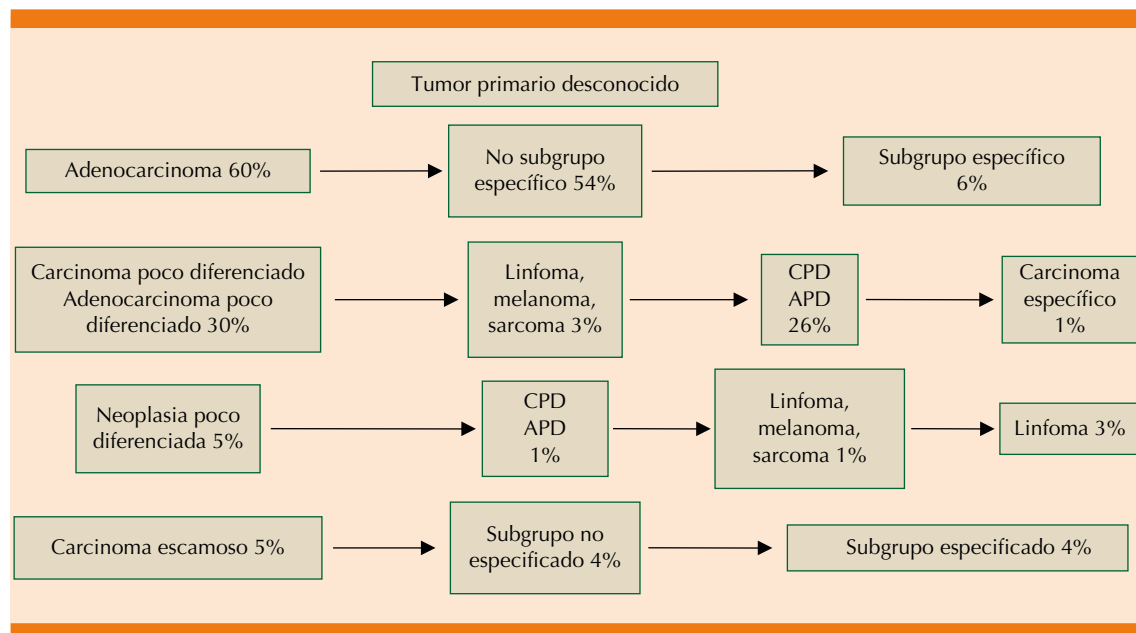 Tumor primario desconocido
Adenocarcinoma 60%
No subgrupo
específico 54%
Subgrupo específico
6%
Carcinoma poco diferenciado
Adenocarcinoma poco
diferenciado 30%
Linfoma,
melanoma,
sarcoma 3%
CPD
APD
26%
Carcinoma
específico
1%
Neoplasia poco
diferenciada 5%
CPD
APD
1%
Linfoma,
melanoma,
sarcoma 1%
Linfoma 3%
Carcinoma escamoso 5%
Subgrupo no
especificado 4%
Subgrupo especificado 4%